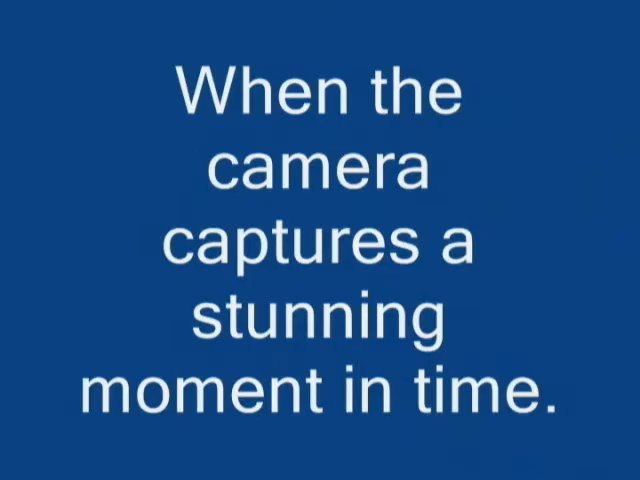 When the
camera
captures a
stunning
moment in time.